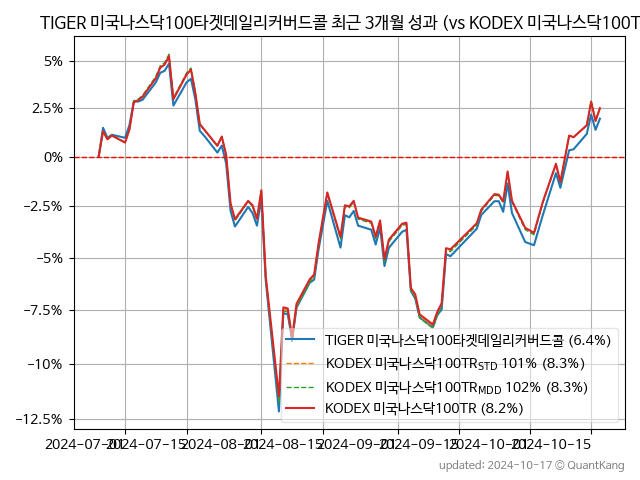 TIGER 미국나스닥100타겟데일리커버드콜 최근 3개월 성과 (vs KODEX 미국나스닥100T
5%
2.5%
0%
−2.5%
−5%
−7.5%
−10%
−12.5%
TIGER 미국나스닥100타겟데일리커버드콜 (6.4%)
KODEX 미국나스닥100TRSTD 101% (8.3%)
KODEX 미국나스닥100TRMDD 102% (8.3%)
KODEX 미국나스닥100TR (8.2%)
2024-07-01 2024-07-15 2024-08-01 2024-08-15 2024-09-01 2024-09-15 2024-10-01 2024-10-15
updated: 2024-10-17 © QuantKang